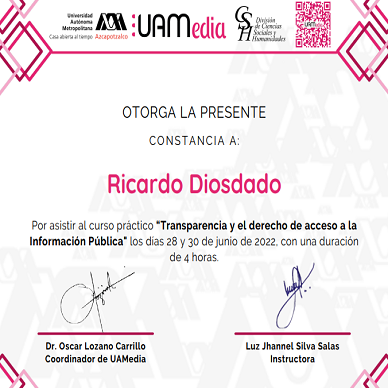 Universidad
Autónoma
Metropolitana
Casa abierta al tiempo Azcapotzalco
UAMedia
CSH
División
de Ciencias
Sociales y
Humanidades
OTORGA LA PRESENTE
CONSTANCIA A:
Ricardo Diosdado
Por asistir al curso práctico "Transparencia y el derecho de acceso a la
Información Pública" los días 28 y 30 de junio de 2022, con una duración
de 4 horas.
Dr. Oscar Lozano Carrillo
Coordinador de UAMedia
Luz Jhannel Silva Salas
Instructora